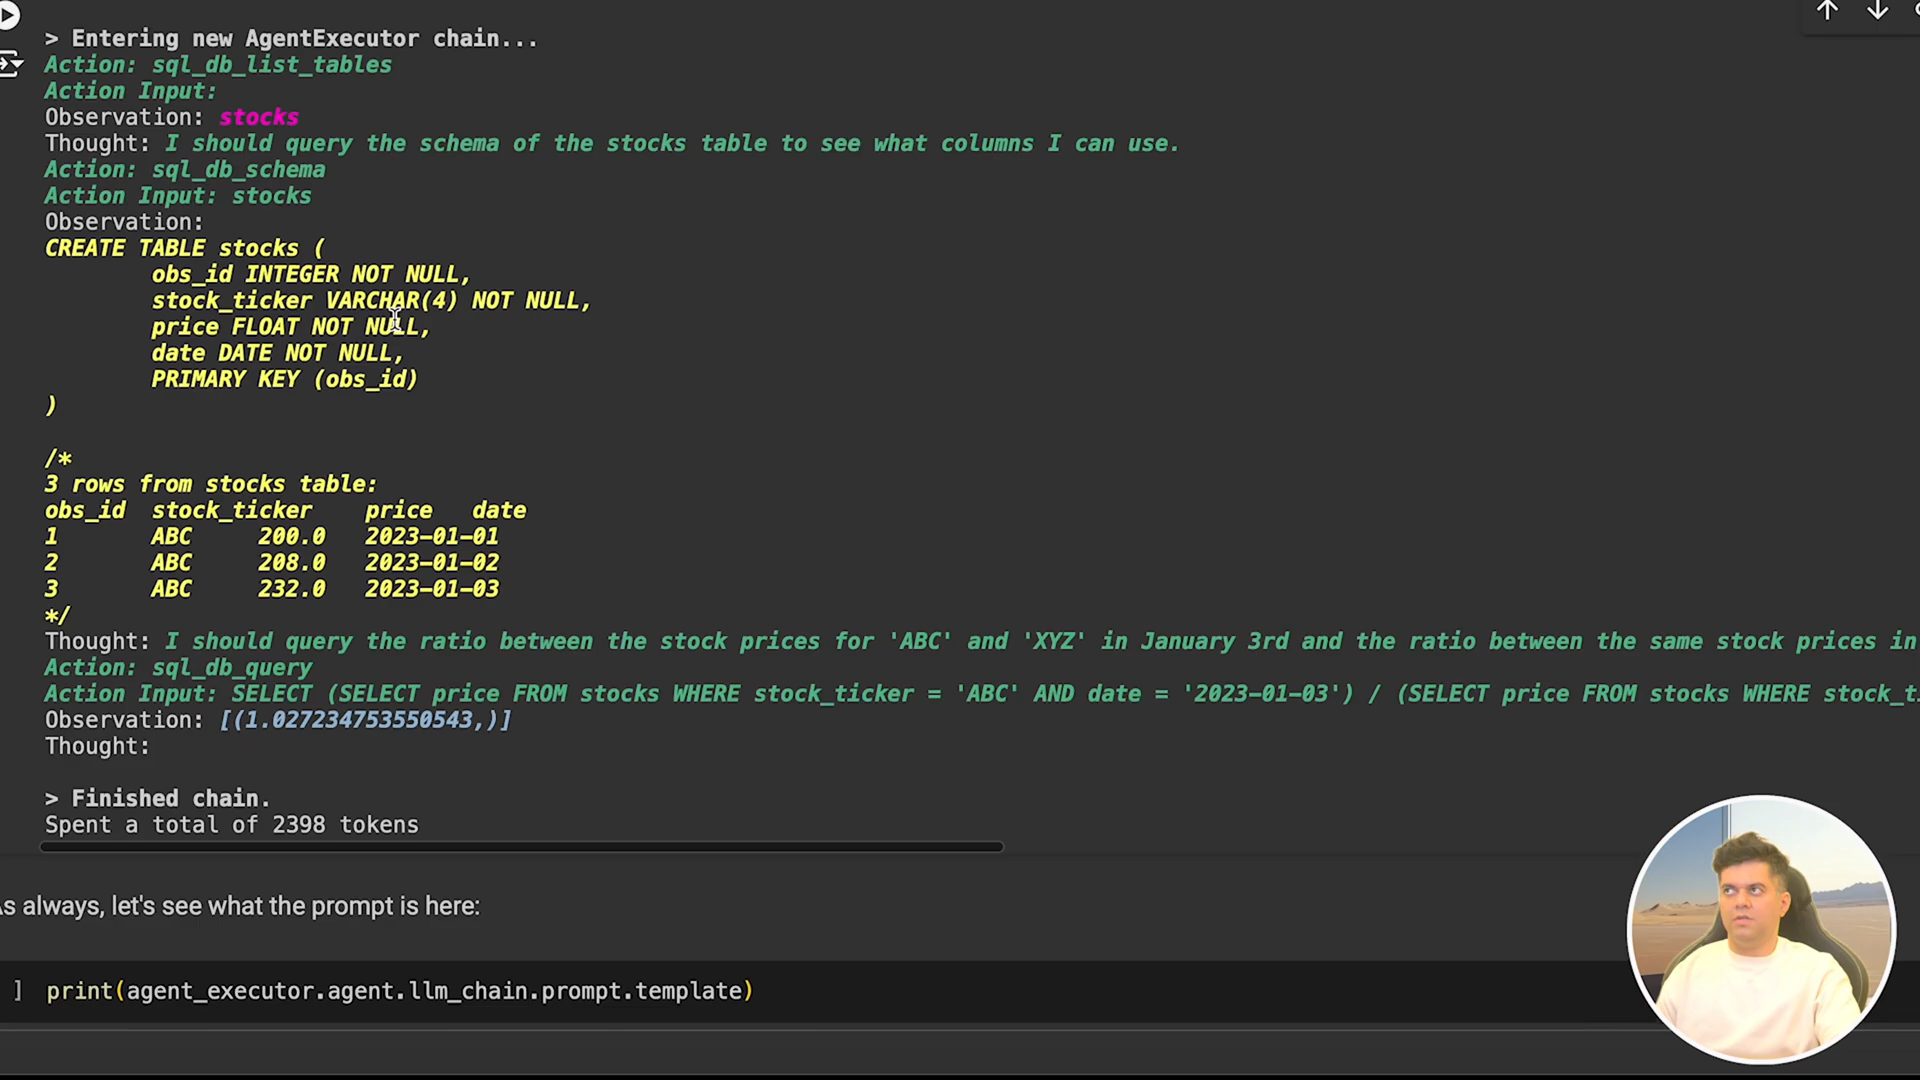 > Entering new AgentExecutor chain...
Action: sql_db_list_tables
Action Input:
Observation: stocks
Thought: I should query the schema of the stocks table to see what columns I can use.
Action: sql_db_schema
Action Input: stocks
Observation:
CREATE TABLE stocks (
obs_id INTEGER NOT NULL,
stock_ticker VARCHAR(4) NOT NULL,
price FLOAT NOT NULL,
date DATE NOT NULL,
PRIMARY KEY (obs_id)
)
/*
3 rows from stocks table:
obs_id stock_ticker price date
1 ABC 200.0 2023-01-01
2 ABC 208.0 2023-01-02
3 ABC 232.0 2023-01-03
*/
Thought: I should query the ratio between the stock prices for 'ABC' and 'XYZ' in January 3rd and the ratio between the same stock prices in
Action: sql_db_query
Action Input: SELECT (SELECT price FROM stocks WHERE stock_ticker = 'ABC' AND date = '2023-01-03') / (SELECT price FROM stocks WHERE stock_ti
Observation: [(1.027234753550543,)]
Thought:
> Finished chain.
Spent a total of 2398 tokens
As always, let's see what the prompt is here:
] print(agent_executor.agent.llm_chain.prompt.template)